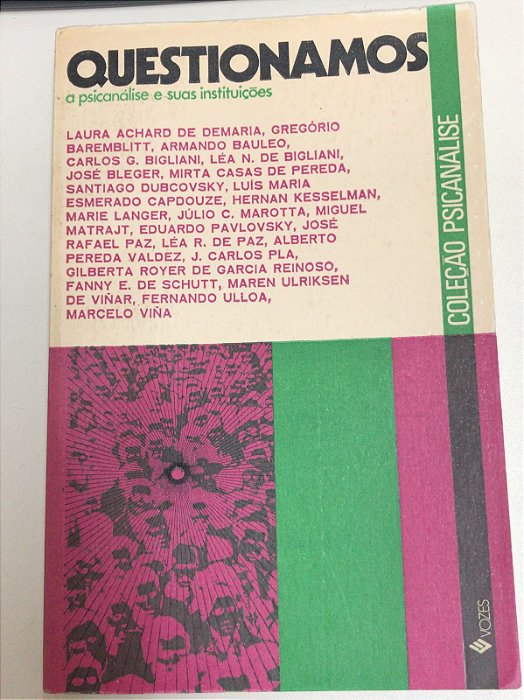 QUESTIONAMOS
a psicanálise e suas instituições
LAURA ACHARD DE DEMARIA, GREGÓRIO
BAREMBLITT, ARMANDO BAULEO,
CARLOS G. BIGLIANI, LÉA N. DE BIGLIANI,
JOSÉ BLEGER, MIRTA CASAS DE PEREDA,
SANTIAGO DUBCOVSKY, LUÍS MARIA
ESMERADO CAPDOUZE, HERNAN KESSELMAN,
MARIE LANGER, JÚLIO C. MAROTTA, MIGUEL
MATRAJT, EDUARDO PAVLOVSKY, JOSÉ
RAFAEL PAZ, LÉA R. DE PAZ, ALBERTO
PEREDA VALDEZ, J. CARLOS PLA,
GILBERTA ROYER DE GARCIA REINOSO,
FANNY E. DE SCHUTT, MAREN ULRIKSEN
DE VIÑAR, FERNANDO ULLOA,
MARCELO VIÑA
COLEÇÃO PSICANÁLISE
VOZES